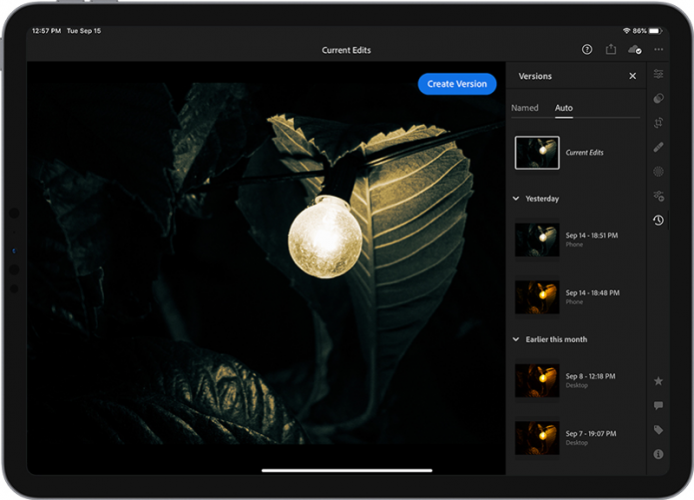 12:57 PM Tue Sep 15
86%
Current Edits
Create Version
Versions
Named Auto
Current Edits
Yesterday
Sep 14 - 18:51 PM
Phone
Sep 14 - 18:48 PM
Phone
Earlier this month
Sep 8 - 12:18 PM
Desktop
Sep 7 - 19:07 PM
Desktop